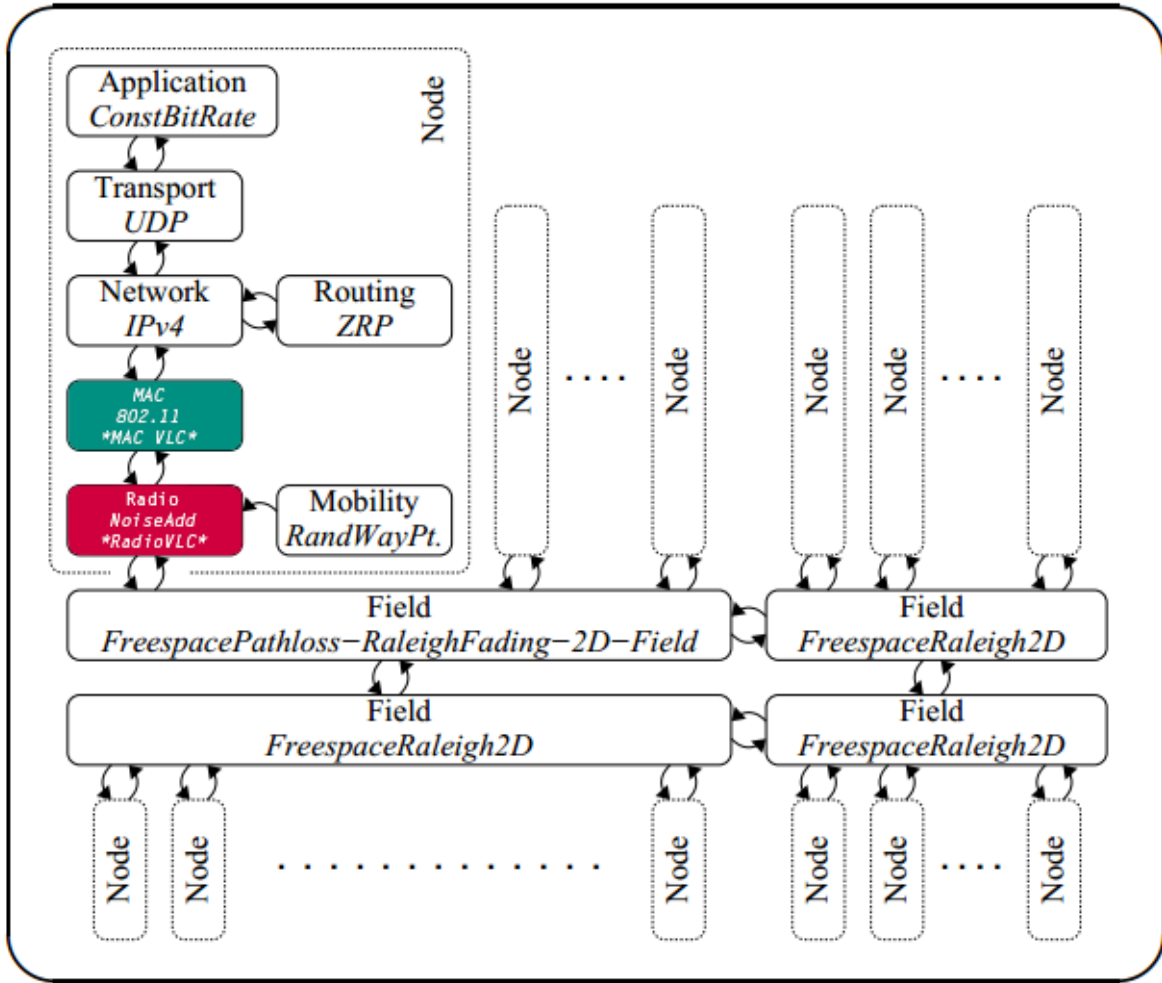 Application
ConstBitRate
Node
Transport
UDP
Network
IPv4
Routing
ZRP
MAC
802.11
*MAC VLC*
Radio
NoiseAdd
*RadioVLC*
Mobility
RandWayPt.
Node
. . . .
Node
Node
Node
. . . .
Node
Field
FreespacePathloss−RaleighFading−2D−Field
Field
FreespaceRaleigh2D
Field
FreespaceRaleigh2D
Field
FreespaceRaleigh2D
Node
Node
. . . . . . . . . . . . .
Node
Node
Node
. . . .
Node